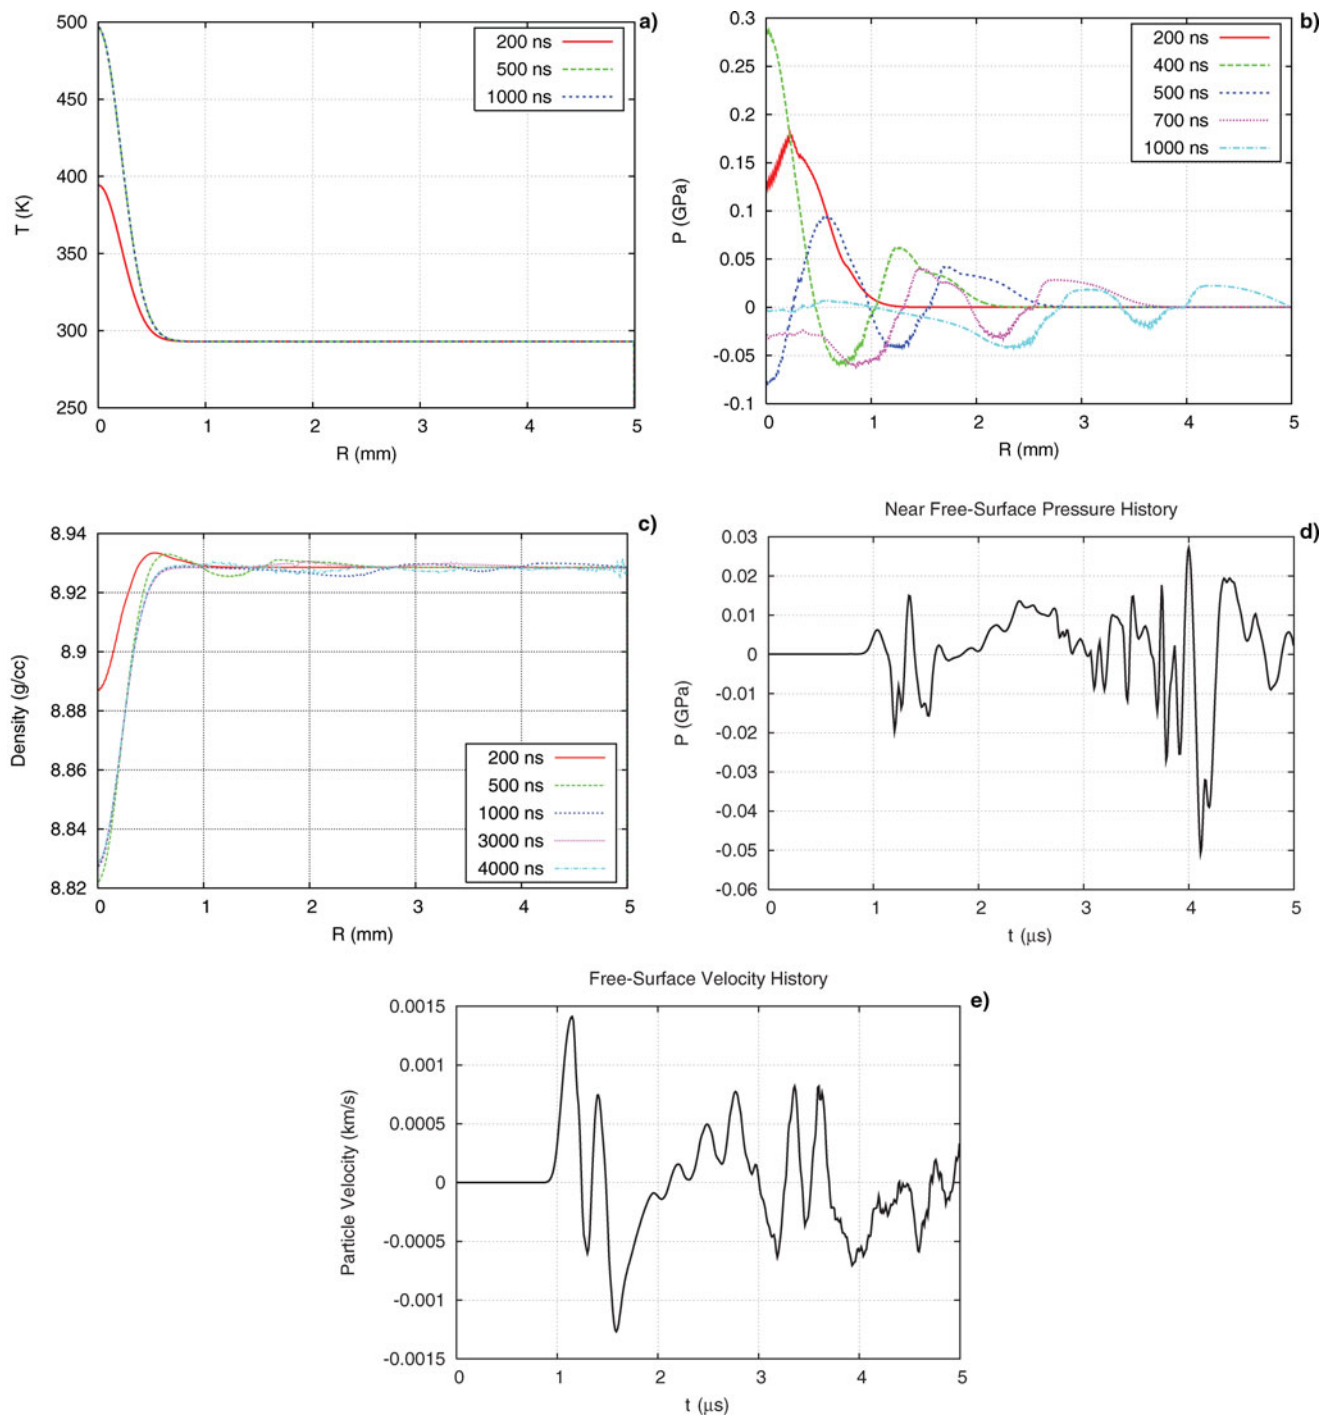 a)
500
450
400
350
300
250
T (K)
200 ns
500 ns
1000 ns
0 1 2 3 4 5
R (mm)
b)
0.3
0.25
0.2
0.15
0.1
0.05
0
-0.05
-0.1
P (GPa)
200 ns
400 ns
500 ns
700 ns
1000 ns
0 1 2 3 4 5
R (mm)
c)
8.94
8.92
8.9
8.88
8.86
8.84
8.82
Density (g/cc)
200 ns
500 ns
1000 ns
3000 ns
4000 ns
0 1 2 3 4 5
R (mm)
Near Free-Surface Pressure History
d)
0.03
0.02
0.01
0
-0.01
-0.02
-0.03
-0.04
-0.05
-0.06
P (GPa)
0 1 2 3 4 5
t (μs)
Free-Surface Velocity History
e)
0.0015
0.001
0.0005
0
-0.0005
-0.001
-0.0015
Particle Velocity (km/s)
0 1 2 3 4 5
t (μs)